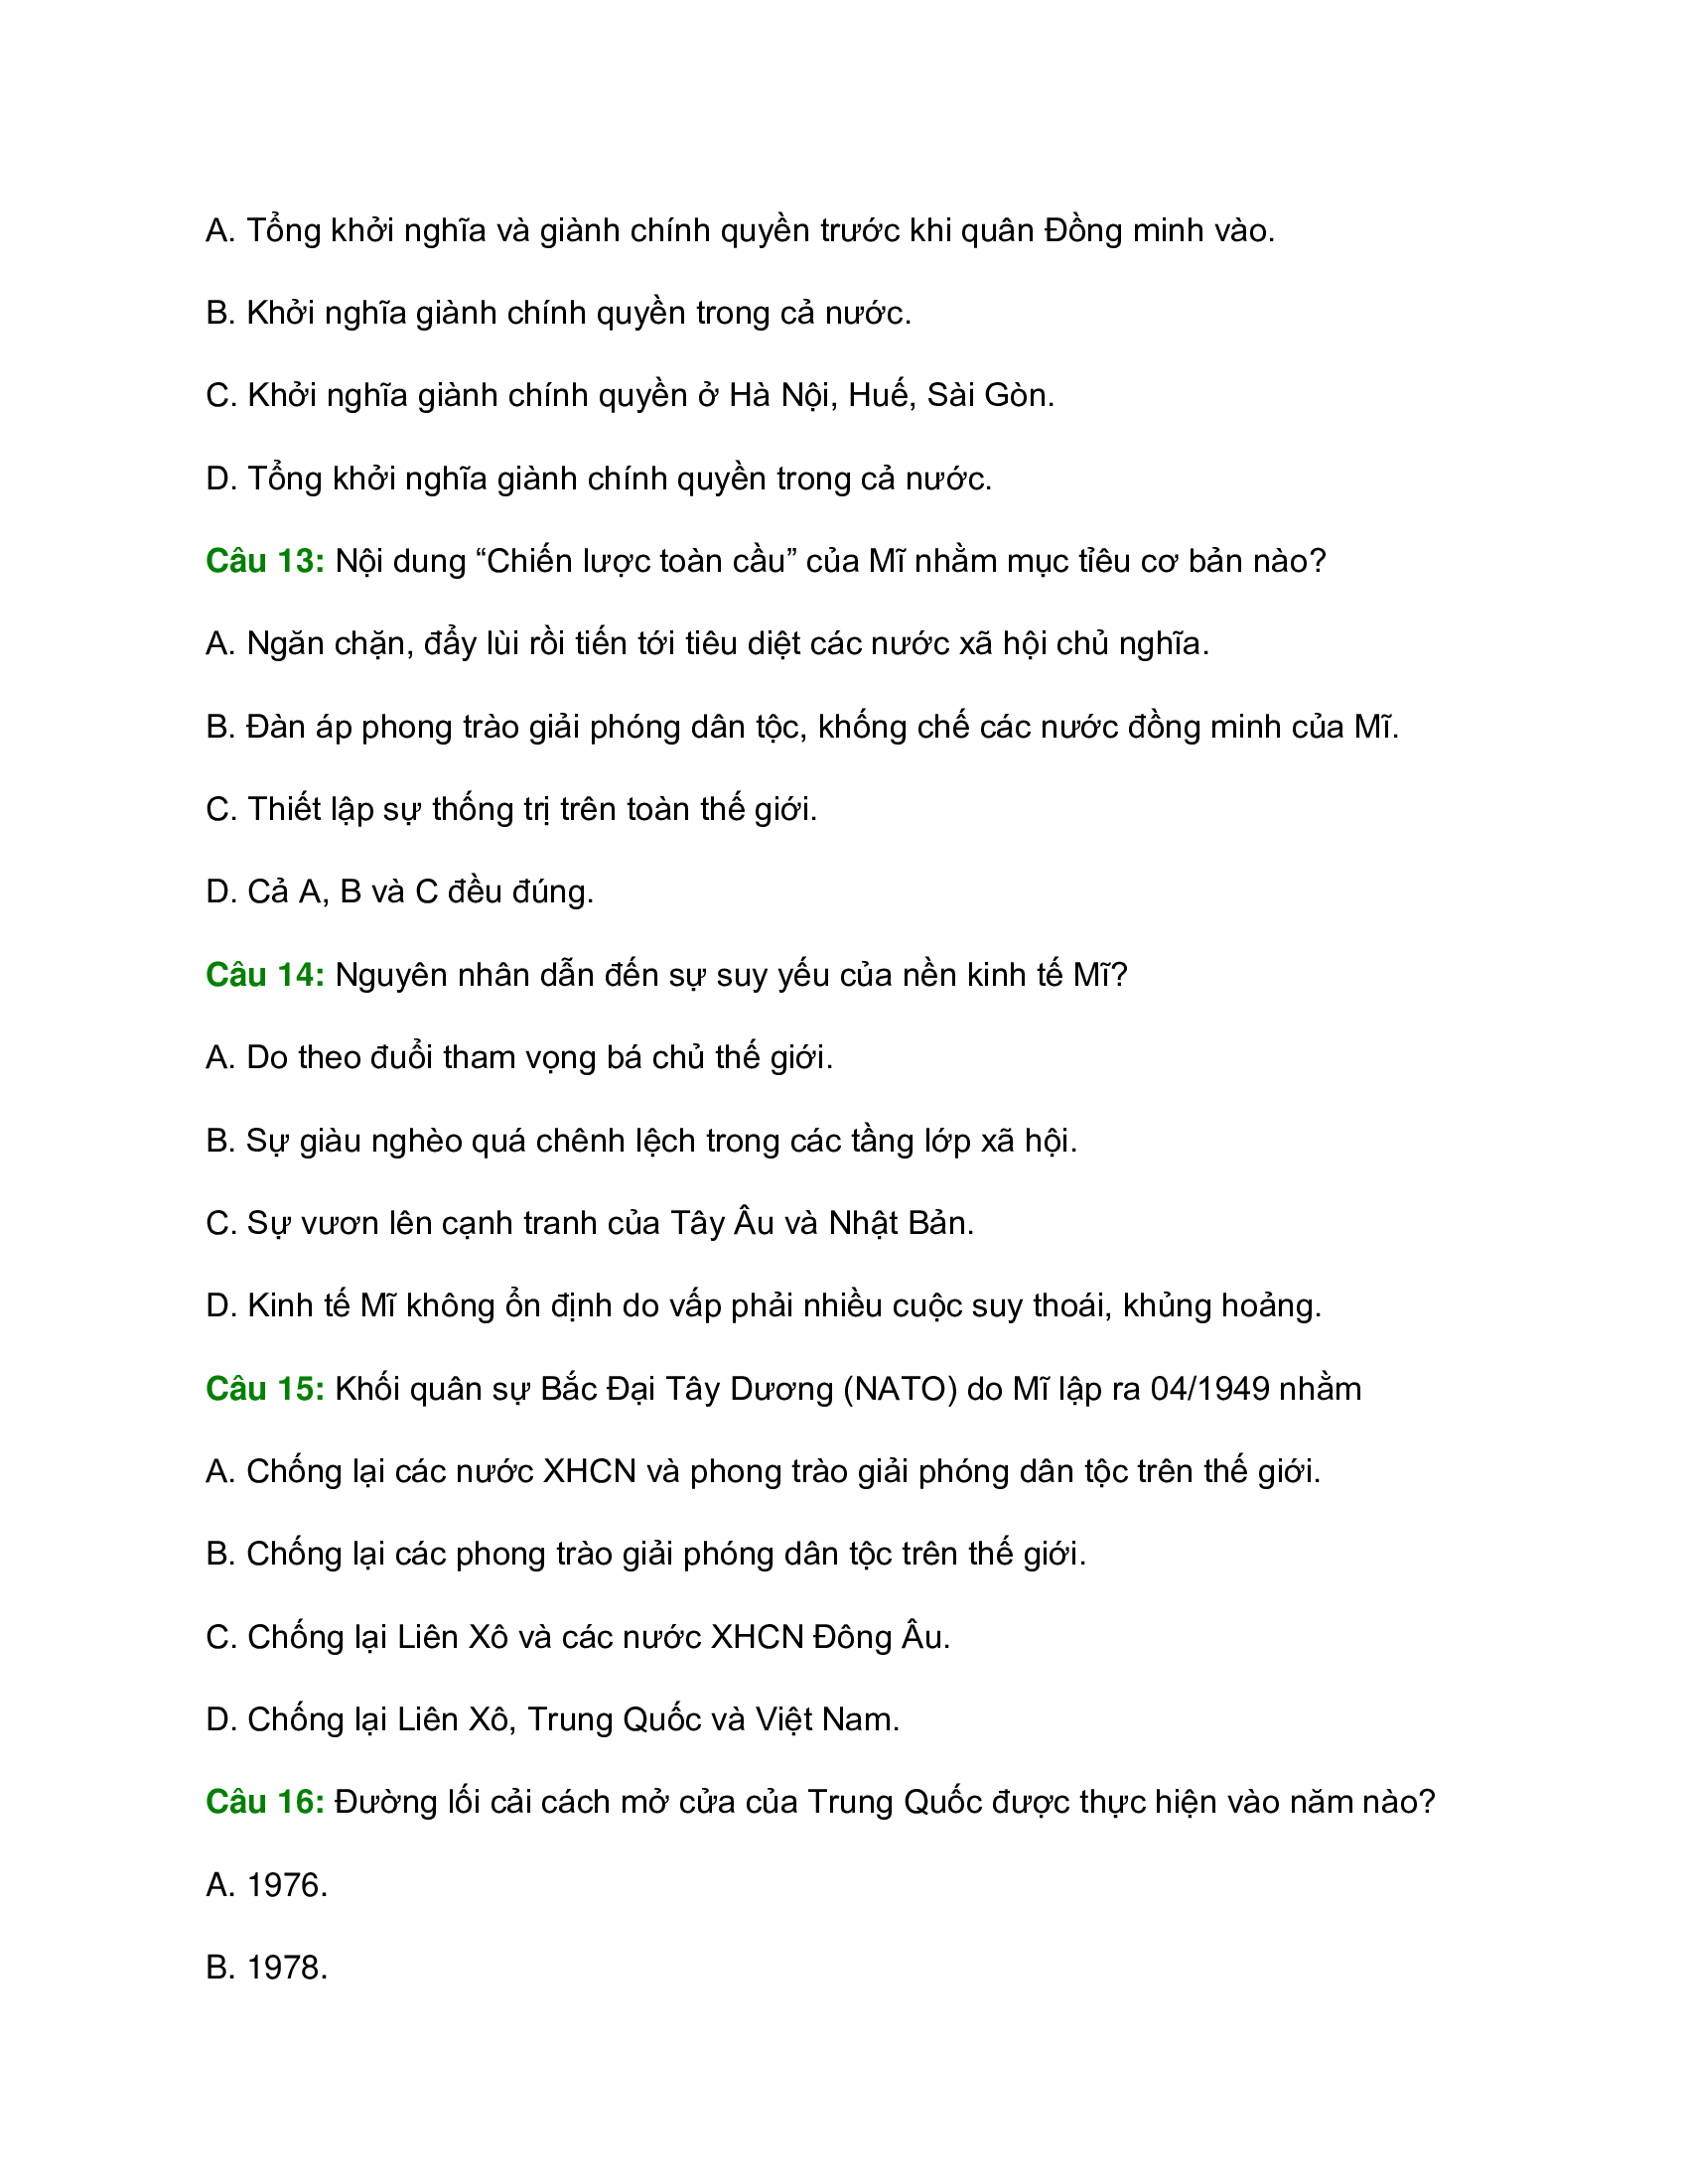 A. Tổng khởi nghĩa và giành chính quyền trước khi quân Đồng minh vào.
B. Khởi nghĩa giành chính quyền trong cả nước.
C. Khởi nghĩa giành chính quyền ở Hà Nội, Huế, Sài Gòn.
D. Tổng khởi nghĩa giành chính quyền trong cả nước.
Câu 13: Nội dung “Chiến lược toàn cầu” của Mĩ nhằm mục tỉêu cơ bản nào?
A. Ngăn chặn, đẩy lùi rồi tiến tới tiêu diệt các nước xã hội chủ nghĩa.
B. Đàn áp phong trào giải phóng dân tộc, khống chế các nước đồng minh của Mĩ.
C. Thiết lập sự thống trị trên toàn thế giới.
D. Cả A, B và C đều đúng.
Câu 14: Nguyên nhân dẫn đến sự suy yếu của nền kinh tế Mĩ?
A. Do theo đuổi tham vọng bá chủ thế giới.
B. Sự giàu nghèo quá chênh lệch trong các tầng lớp xã hội.
C. Sự vươn lên cạnh tranh của Tây Âu và Nhật Bản.
D. Kinh tế Mĩ không ổn định do vấp phải nhiều cuộc suy thoái, khủng hoảng.
Câu 15: Khối quân sự Bắc Đại Tây Dương (NATO) do Mĩ lập ra 04/1949 nhằm
A. Chống lại các nước XHCN và phong trào giải phóng dân tộc trên thế giới.
B. Chống lại các phong trào giải phóng dân tộc trên thế giới.
C. Chống lại Liên Xô và các nước XHCN Đông Âu.
D. Chống lại Liên Xô, Trung Quốc và Việt Nam.
Câu 16: Đường lối cải cách mở cửa của Trung Quốc được thực hiện vào năm nào?
A. 1976.
B. 1978.